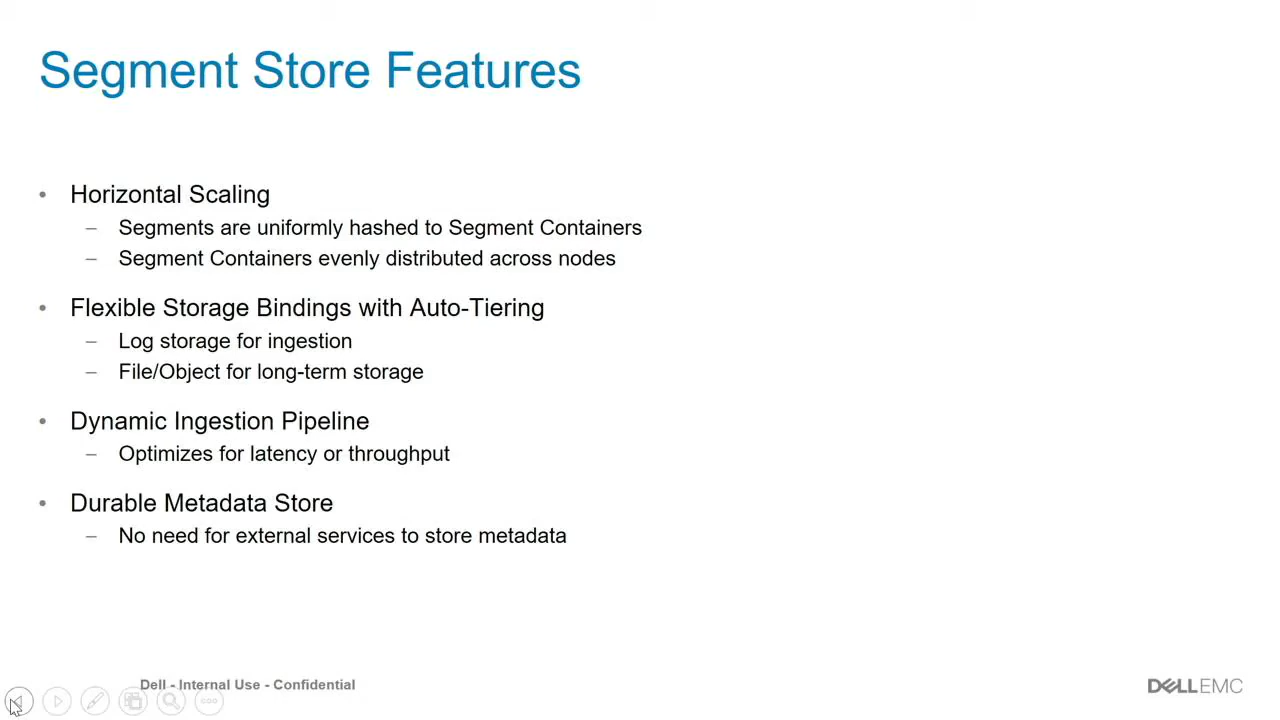 Segment Store Features
• Horizontal Scaling
– Segments are uniformly hashed to Segment Containers
– Segment Containers evenly distributed across nodes
• Flexible Storage Bindings with Auto-Tiering
– Log storage for ingestion
– File/Object for long-term storage
• Dynamic Ingestion Pipeline
– Optimizes for latency or throughput
• Durable Metadata Store
– No need for external services to store metadata
Dell - Internal Use - Confidential
DELLEMC